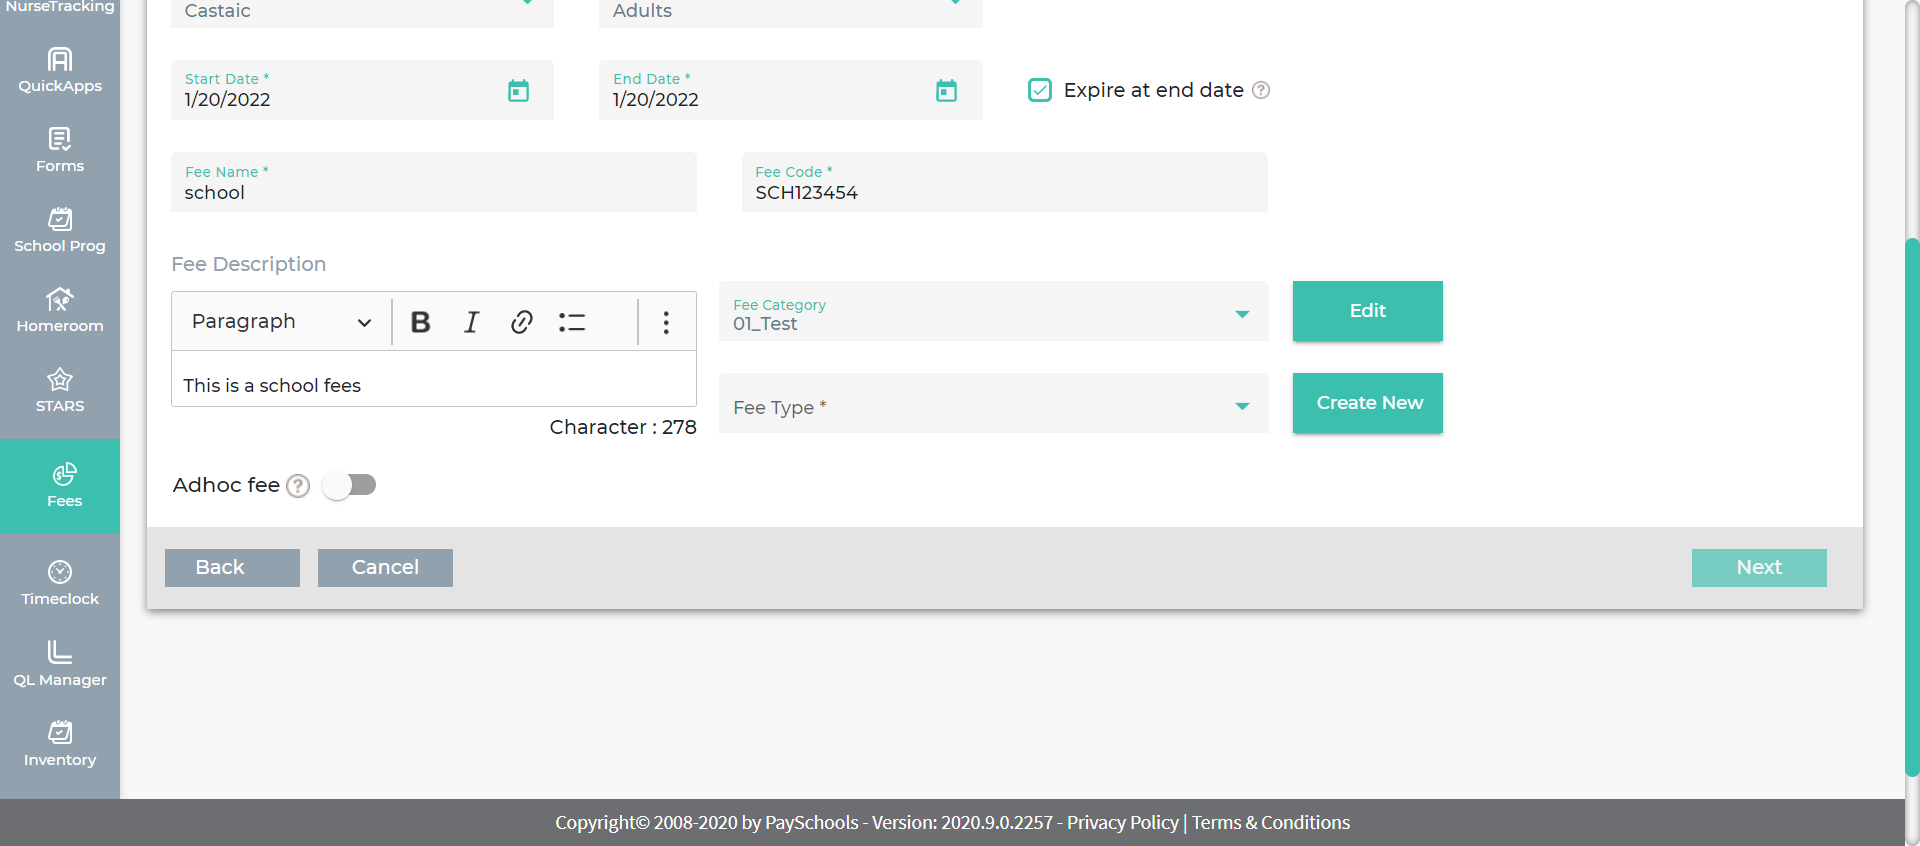 NurseTracking
QuickApps
Forms
School Prog
Homeroom
STARS
Fees
Timeclock
QL Manager
Inventory
Castaic
Adults
Start Date *
1/20/2022
End Date *
1/20/2022
Expire at end date ?
Fee Name *
school
Fee Code *
SCH123454
Fee Description
Paragraph B I
This is a school fees
Character : 278
Fee Category
01_Test
Edit
Fee Type *
Create New
Adhoc fee ?
Back
Cancel
Next
Copyright© 2008-2020 by PaySchools - Version: 2020.9.0.2257 - Privacy Policy | Terms & Conditions